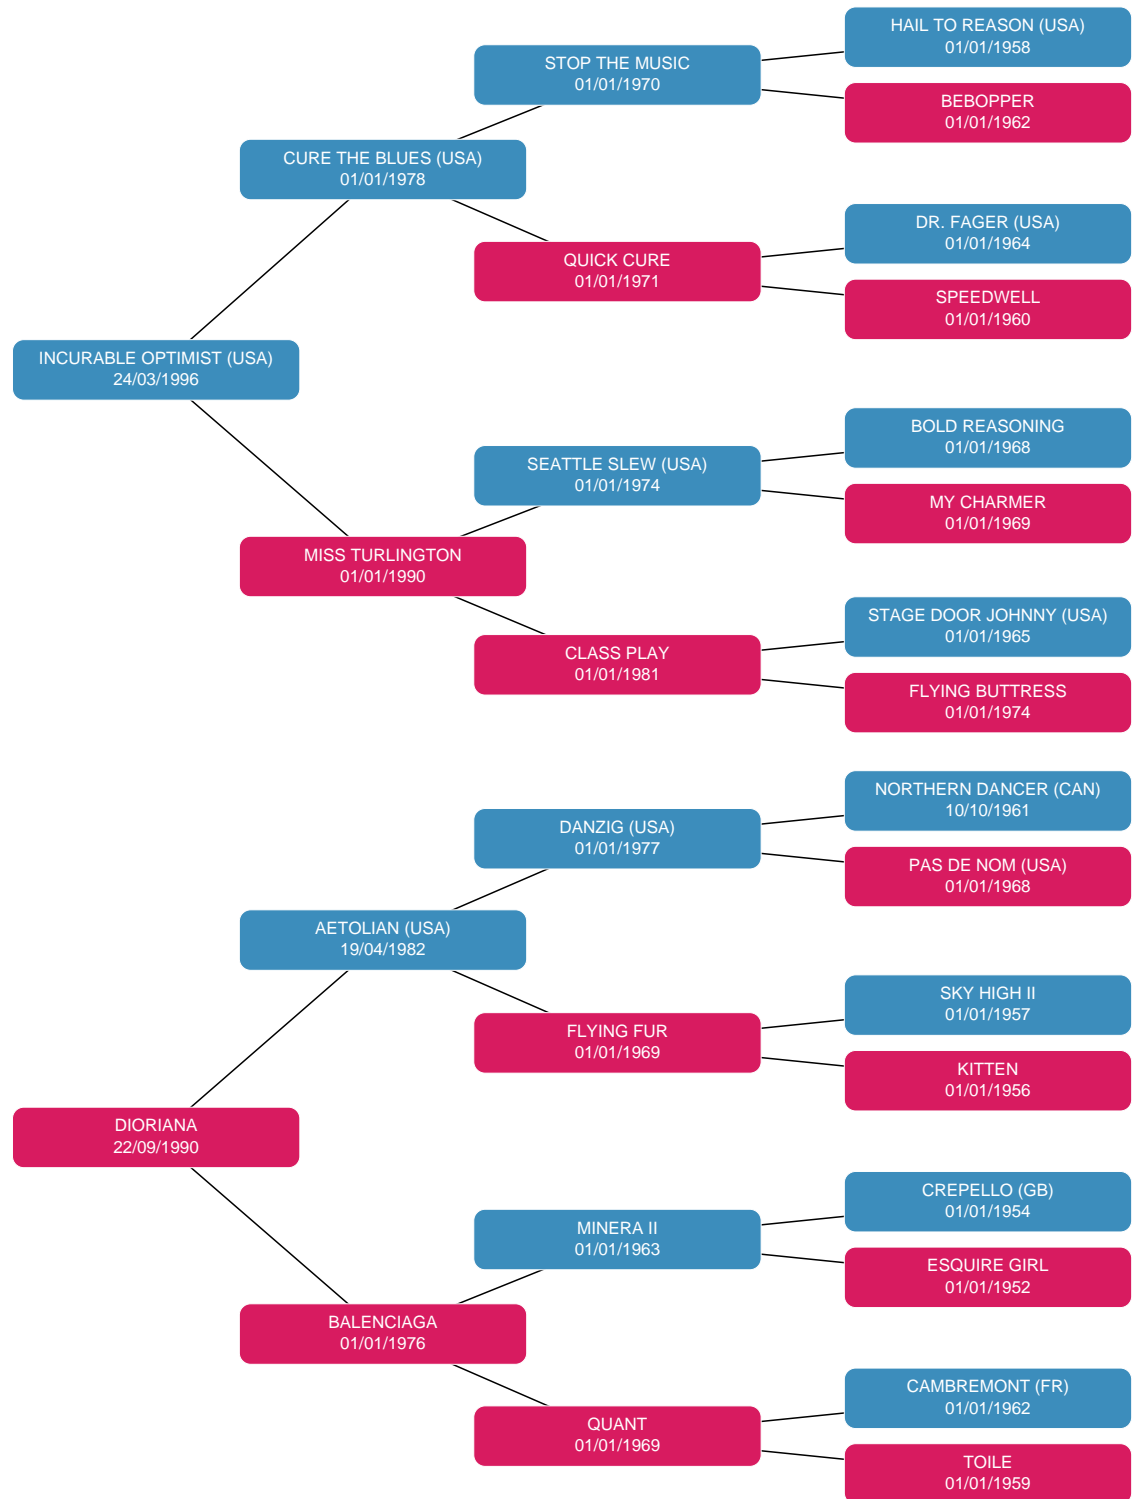 HAIL TO REASON (USA)
01/01/1958
STOP THE MUSIC
01/01/1970
BEBOPPER
01/01/1962
CURE THE BLUES (USA)
01/01/1978
DR. FAGER (USA)
01/01/1964
QUICK CURE
01/01/1971
SPEEDWELL
01/01/1960
INCURABLE OPTIMIST (USA)
24/03/1996
BOLD REASONING
01/01/1968
SEATTLE SLEW (USA)
01/01/1974
MY CHARMER
01/01/1969
MISS TURLINGTON
01/01/1990
STAGE DOOR JOHNNY (USA)
01/01/1965
CLASS PLAY
01/01/1981
FLYING BUTTRESS
01/01/1974
NORTHERN DANCER (CAN)
10/10/1961
DANZIG (USA)
01/01/1977
PAS DE NOM (USA)
01/01/1968
AETOLIAN (USA)
19/04/1982
SKY HIGH II
01/01/1957
FLYING FUR
01/01/1969
KITTEN
01/01/1956
DIORIANA
22/09/1990
CREPELLO (GB)
01/01/1954
MINERA II
01/01/1963
ESQUIRE GIRL
01/01/1952
BALENCIAGA
01/01/1976
CAMBREMONT (FR)
01/01/1962
QUANT
01/01/1969
TOILE
01/01/1959